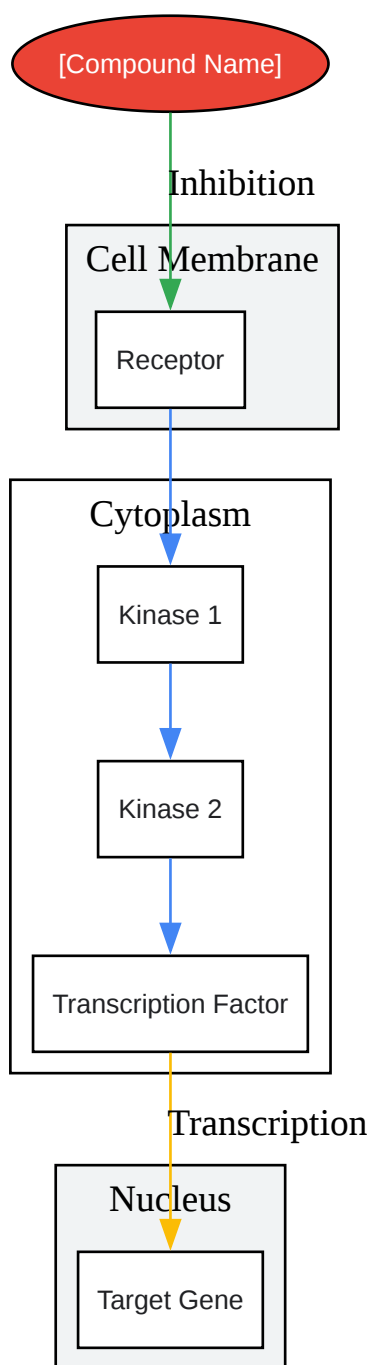 [Compound Name]
Inhibition
Cell Membrane
Receptor
Cytoplasm
Kinase 1
Kinase 2
Transcription Factor
Transcription
Nucleus
Target Gene